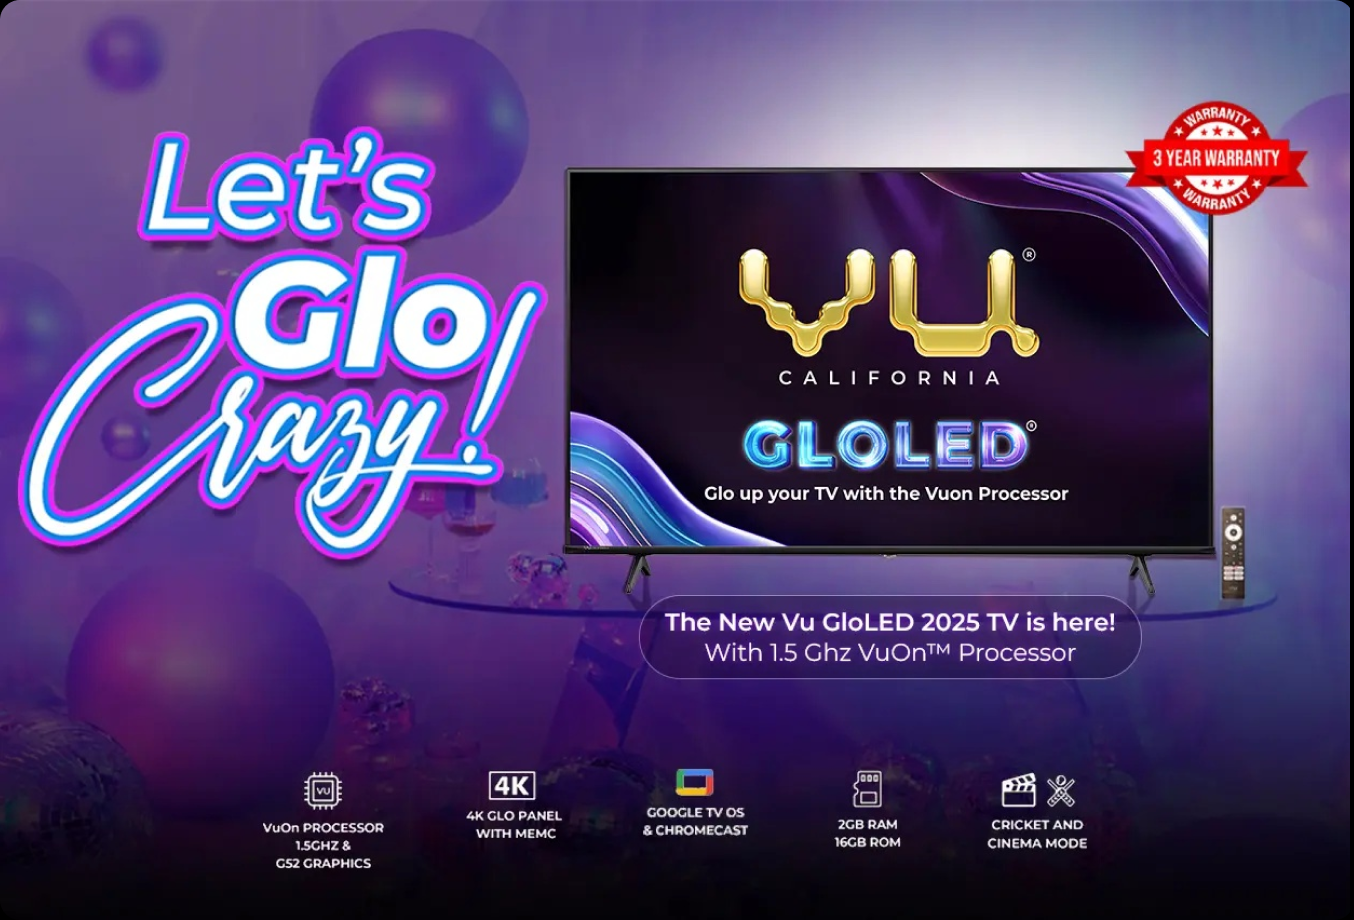 Let's
Glo
Crazy!
WARRANTY
3 YEAR WARRANTY
WARRANTY
VU®
CALIFORNIA
GLOLED®
Glo up your TV with the Vuon Processor
The New Vu GloLED 2025 TV is here!
With 1.5 Ghz VuOn™ Processor
VU
VuOn PROCESSOR
1.5GHZ &
G52 GRAPHICS
4K
4K GLO PANEL
WITH MEMC
GOOGLE TV OS
& CHROMECAST
2GB RAM
16GB ROM
CRICKET AND
CINEMA MODE